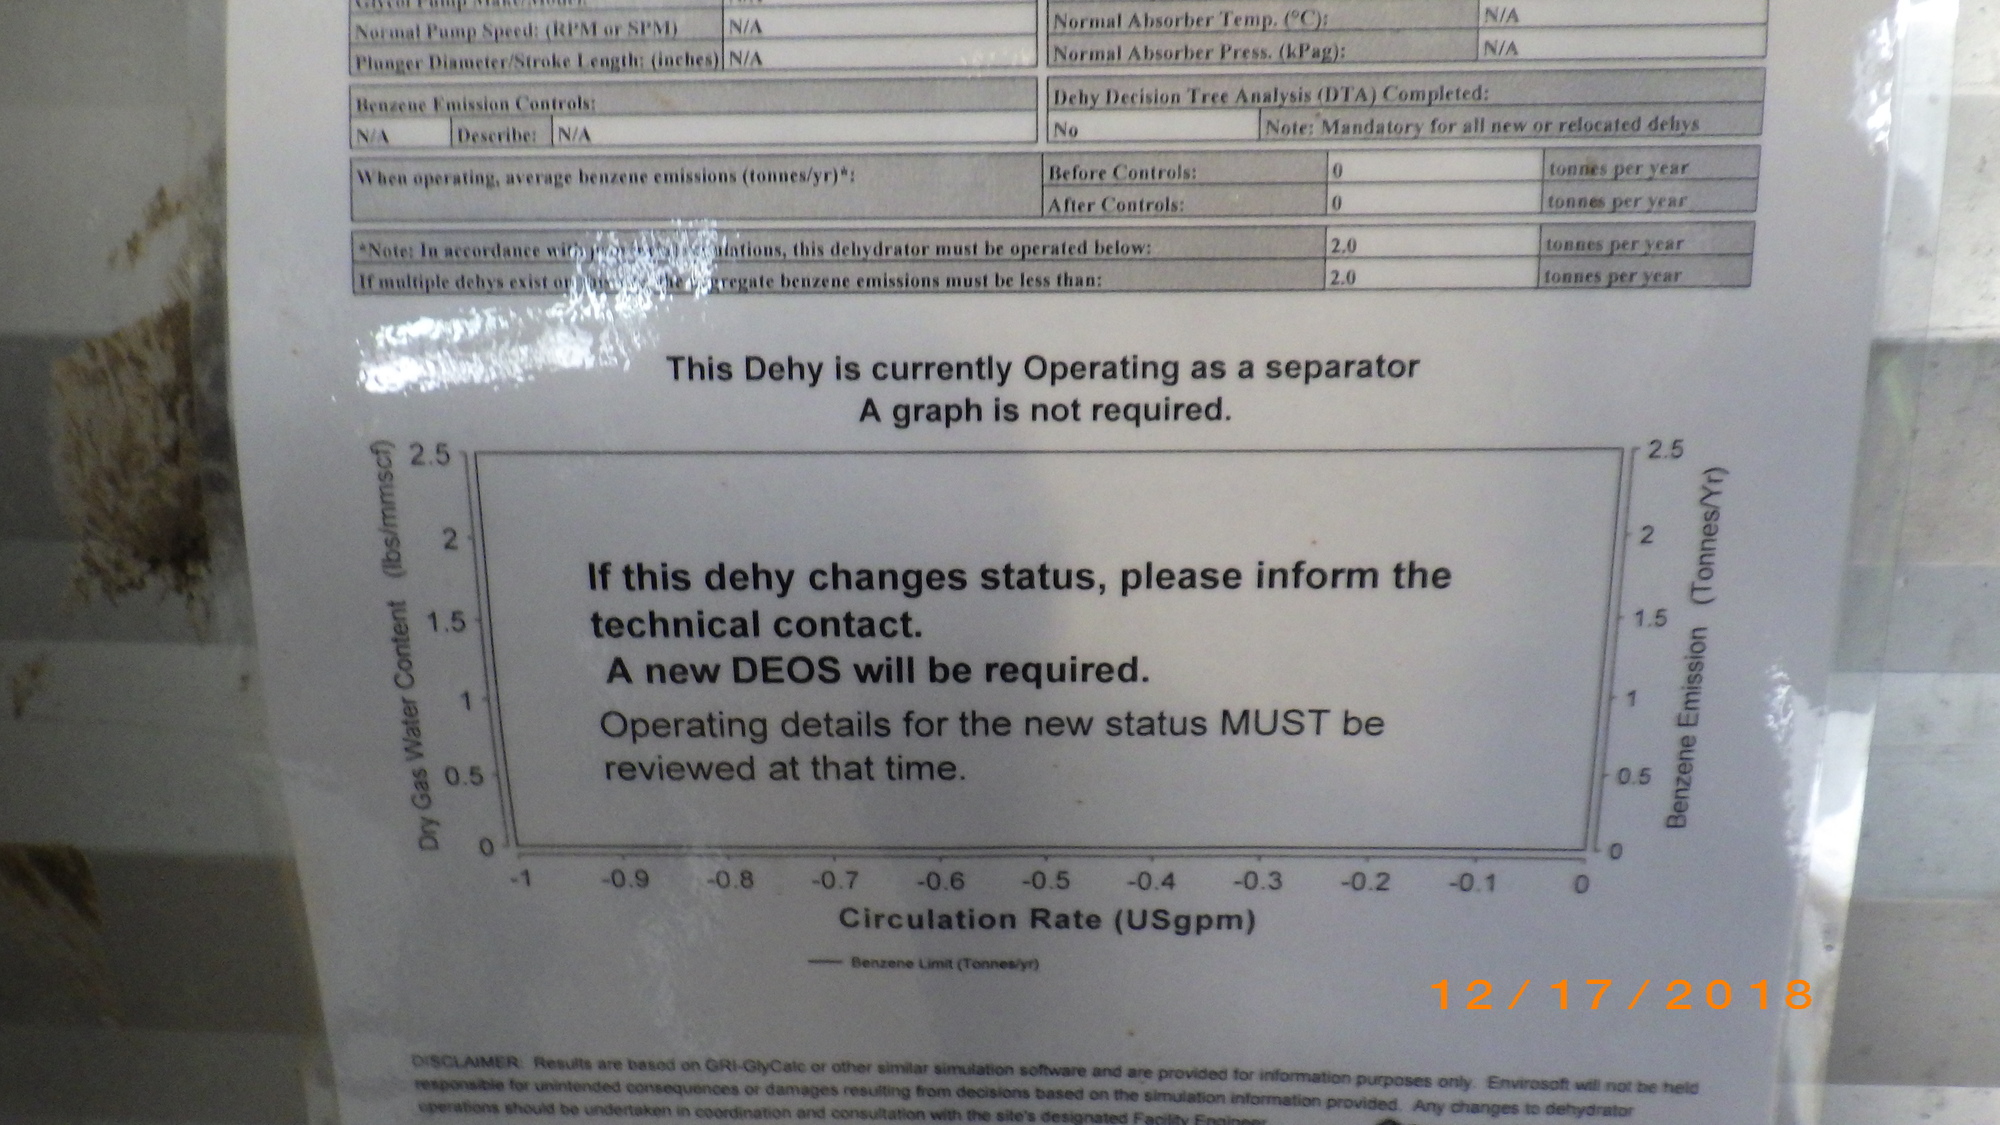 Glycol Pump Make/Model:
Normal Pump Speed: (RPM or SPM) N/A
Plunger Diameter/Stroke Length: (inches) N/A
Normal Absorber Temp. (°C): N/A
Normal Absorber Press. (kPag): N/A
Benzene Emission Controls:
N/A Describe: N/A
Dehy Decision Tree Analysis (DTA) Completed:
No Note: Mandatory for all new or relocated dehys
When operating, average benzene emissions (tonnes/yr)*:
Before Controls: 0 tonnes per year
After Controls: 0 tonnes per year
*Note: In accordance with regulations, this dehydrator must be operated below: 2.0 tonnes per year
If multiple dehys exist on the aggregate benzene emissions must be less than: 2.0 tonnes per year
This Dehy is currently Operating as a separator
A graph is not required.
Dry Gas Water Content (lbs/mmscf)
2.5
2
1.5
1
0.5
0
If this dehy changes status, please inform the
technical contact.
A new DEOS will be required.
Operating details for the new status MUST be
reviewed at that time.
2.5
2
1.5
1
0.5
0
Benzene Emission (Tonnes/Yr)
-1 -0.9 -0.8 -0.7 -0.6 -0.5 -0.4 -0.3 -0.2 -0.1 0
Circulation Rate (USgpm)
Benzene Limit (Tonnes/yr)
12/17/2018
DISCLAIMER: Results are based on GRI-GlyCalc or other similar simulation software and are provided for information purposes only. Envirosoft will not be held
responsible for unintended consequences or damages resulting from decisions based on the simulation information provided. Any changes to dehydrator
operations should be undertaken in coordination and consultation with the site's designated Facility Engineer